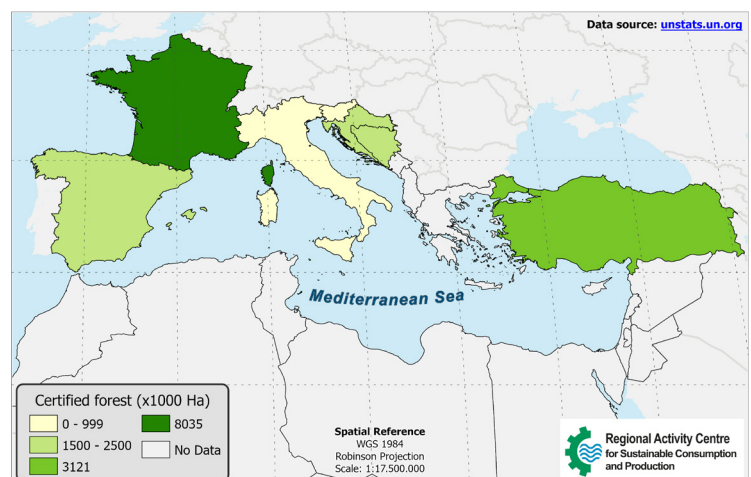 Data source: unstats.un.org
Mediterranean Sea
Certified forest (x1000 Ha)
0 - 999
8035
1500 - 2500
No Data
3121
Spatial Reference
WGS 1984
Robinson Projection
Scale: 1:17.500.000
Regional Activity Centre
for Sustainable Consumption
and Production